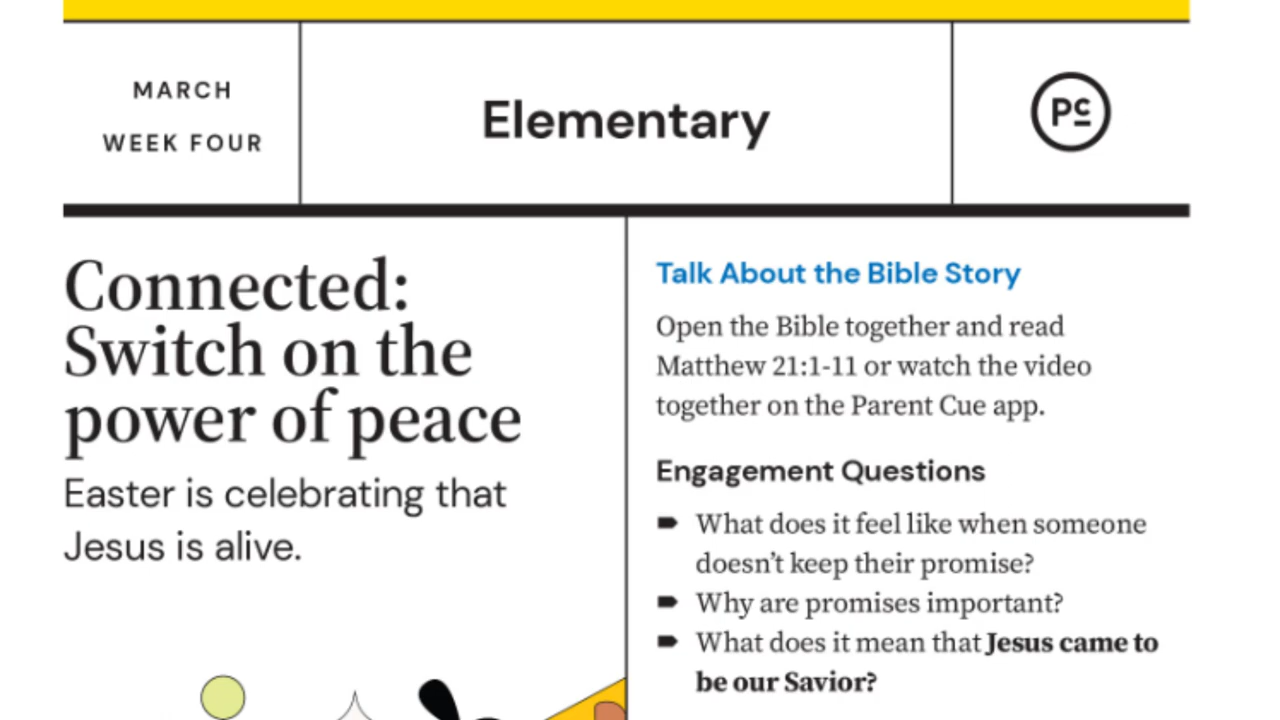 MARCH
WEEK FOUR
Elementary
Pc
Connected:
Switch on the
power of peace
Easter is celebrating that
Jesus is alive.
Talk About the Bible Story
Open the Bible together and read
Matthew 21:1-11 or watch the video
together on the Parent Cue app.
Engagement Questions
What does it feel like when someone
doesn’t keep their promise?
Why are promises important?
What does it mean that Jesus came to
be our Savior?